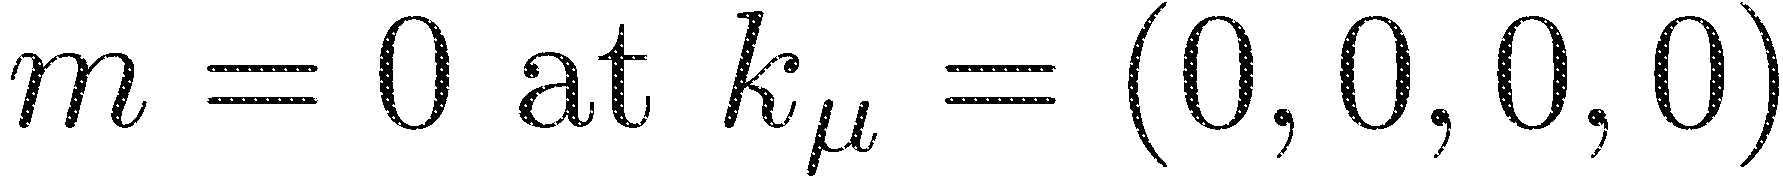 m = 0 at k_μ = (0, 0, 0, 0)